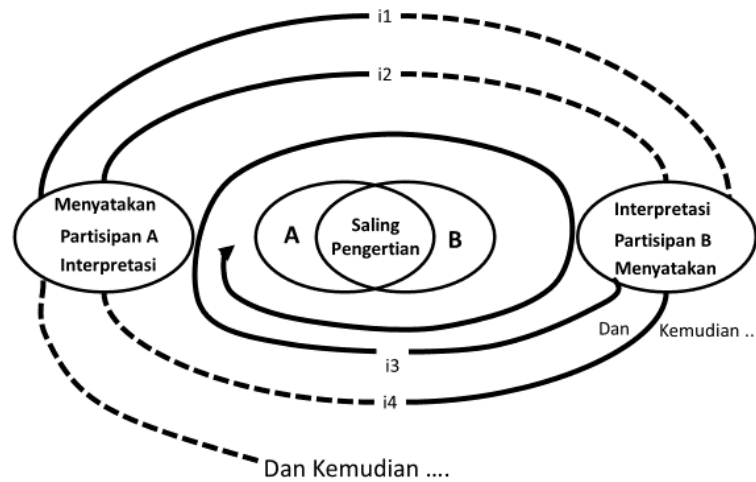 i1
i2
Menyatakan
Partisipan A
Interpretasi
A
Saling
Pengertian
B
Interpretasi
Partisipan B
Menyatakan
Dan Kemudian ..
i3
i4
Dan Kemudian ....